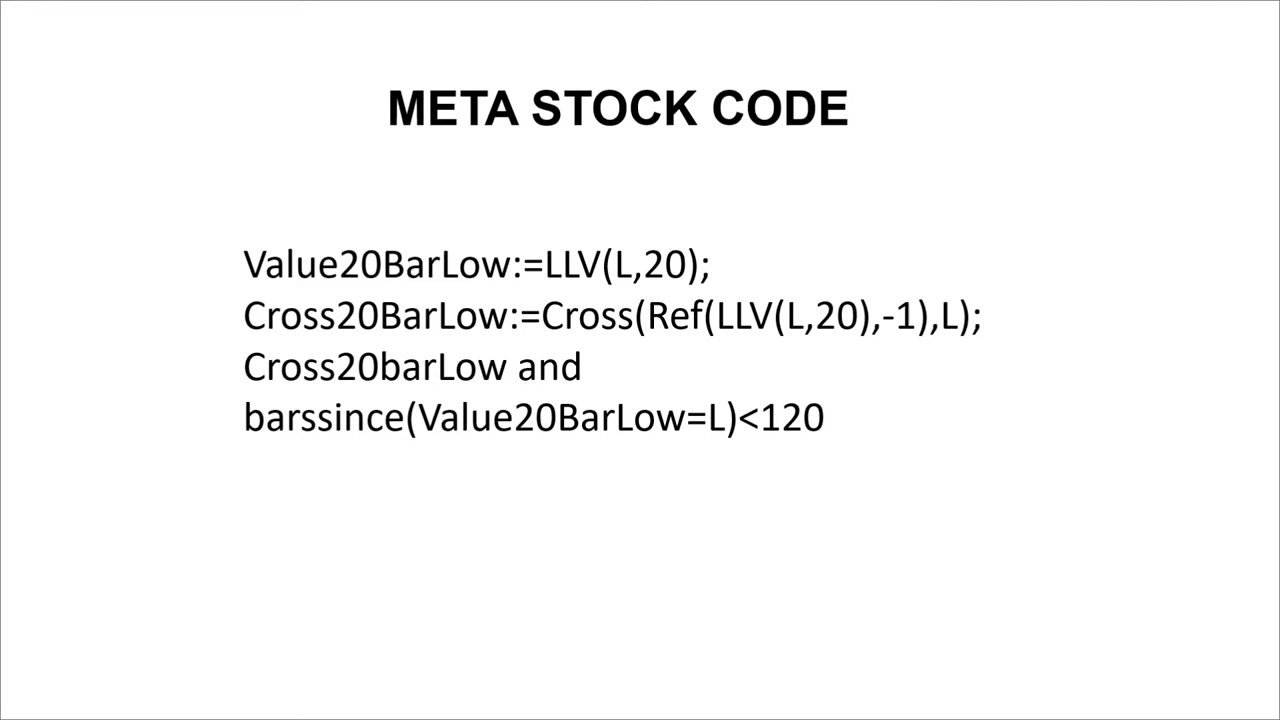 META STOCK CODE
Value20BarLow:=LLV(L,20);
Cross20BarLow:=Cross(Ref(LLV(L,20),-1),L);
Cross20barLow and
barssince(Value20BarLow=L)<120